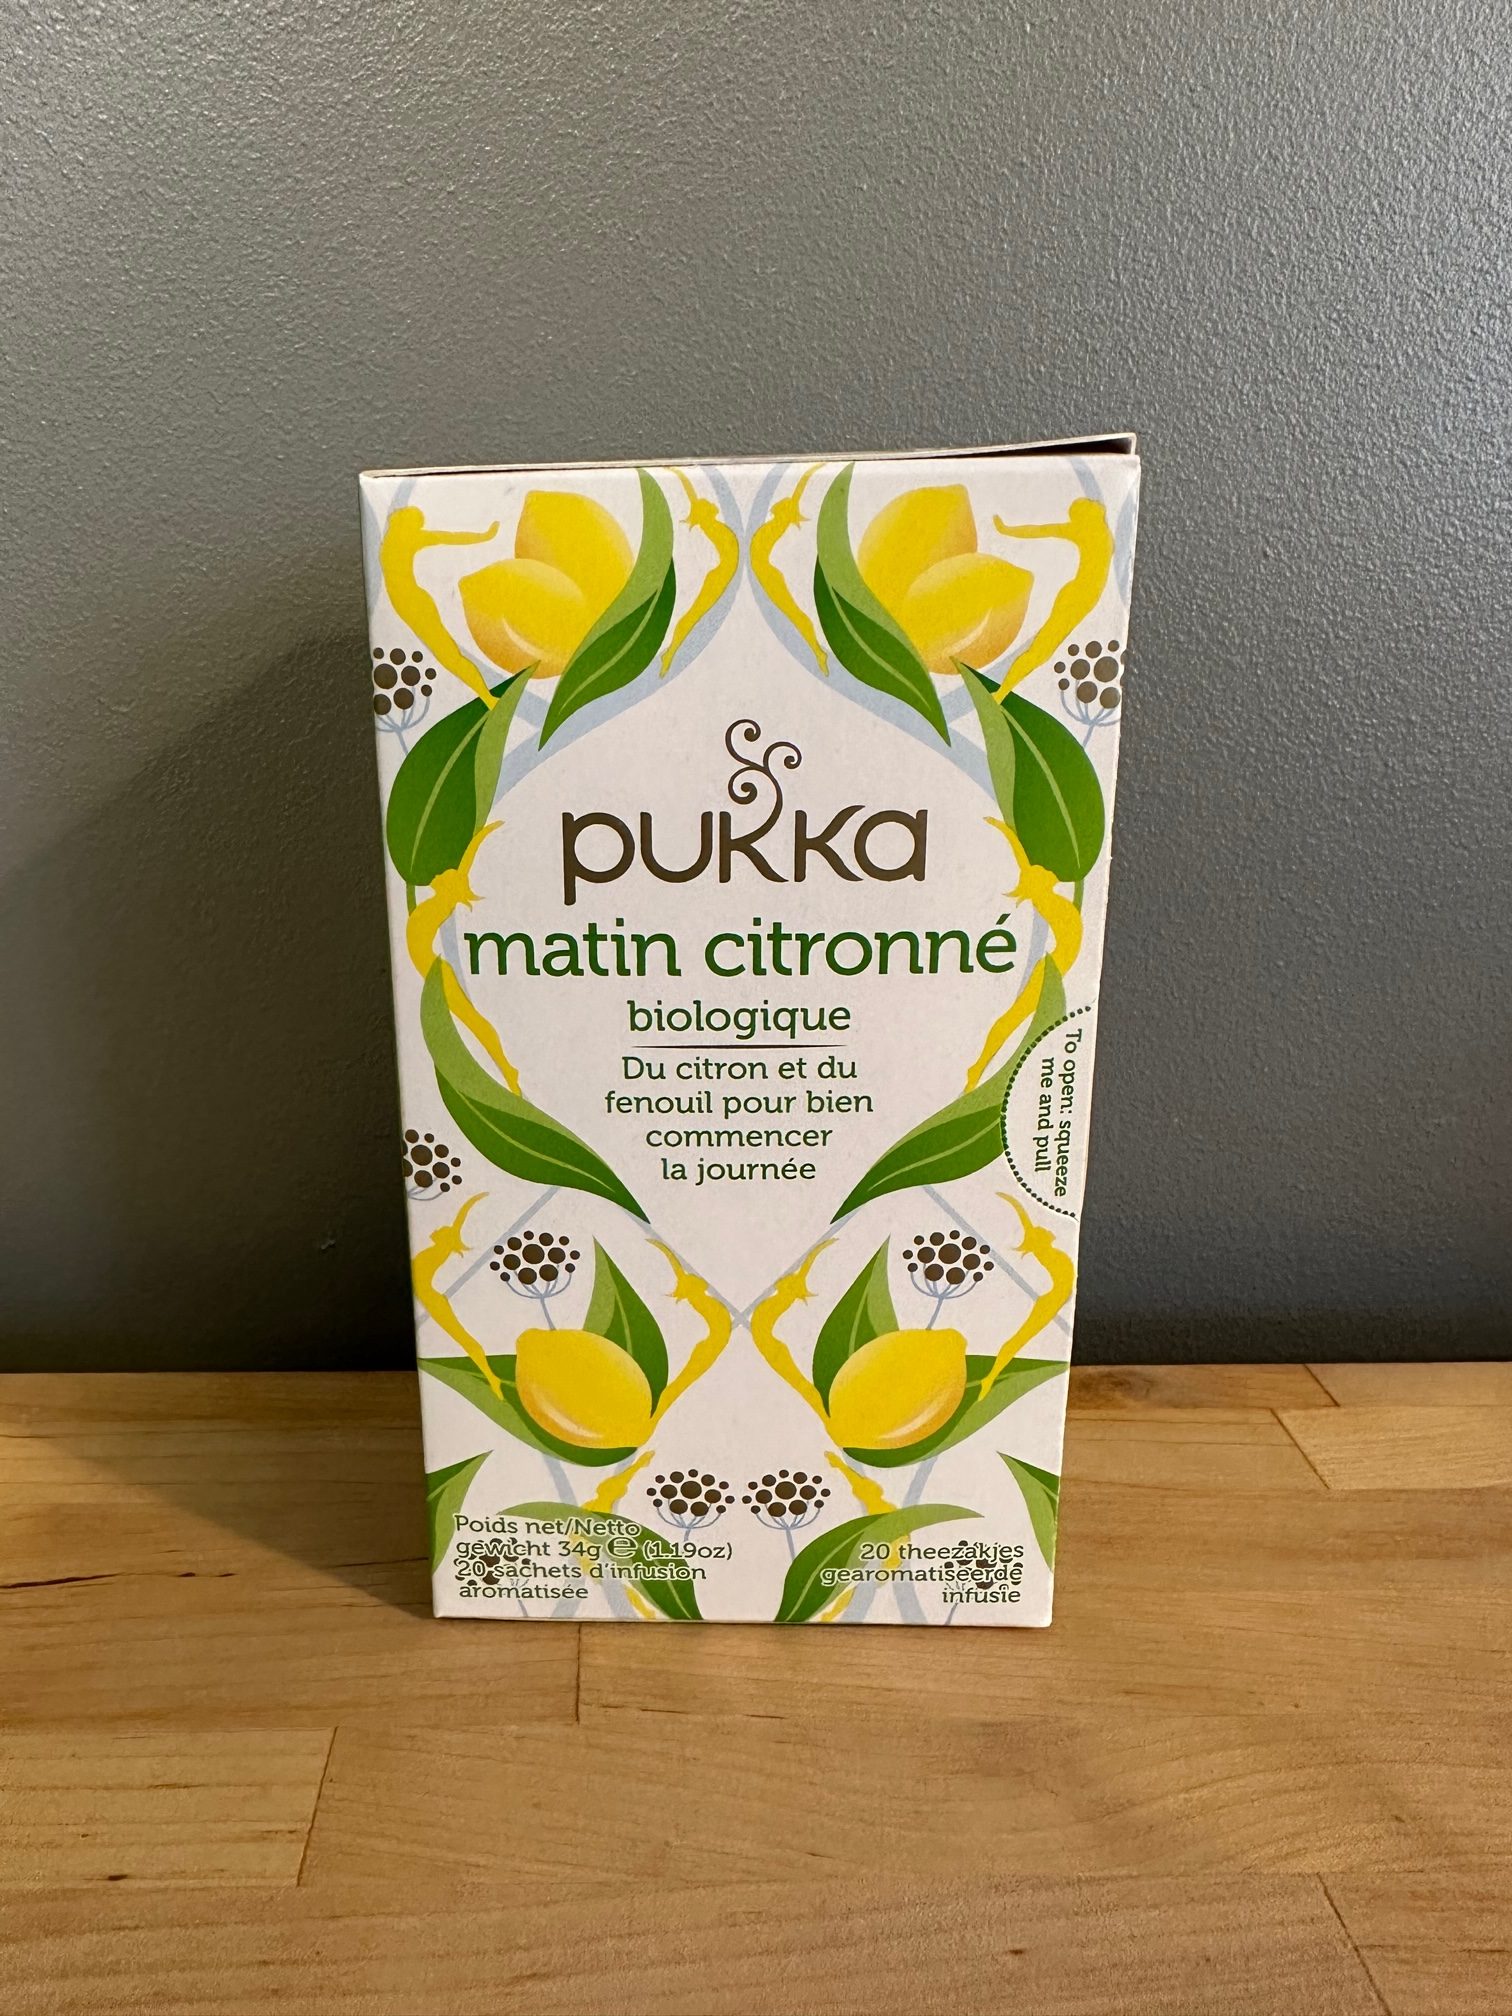 pukka
matin citronné
biologique
Du citron et du
fenouil pour bien
commencer
la journée
To open: squeeze
me and pull
Poids net/Netto
gewicht 34g ℮ (1.19oz)
20 sachets d'infusion
aromatisée
20 theezakjes
gearomatiseerde
infusie